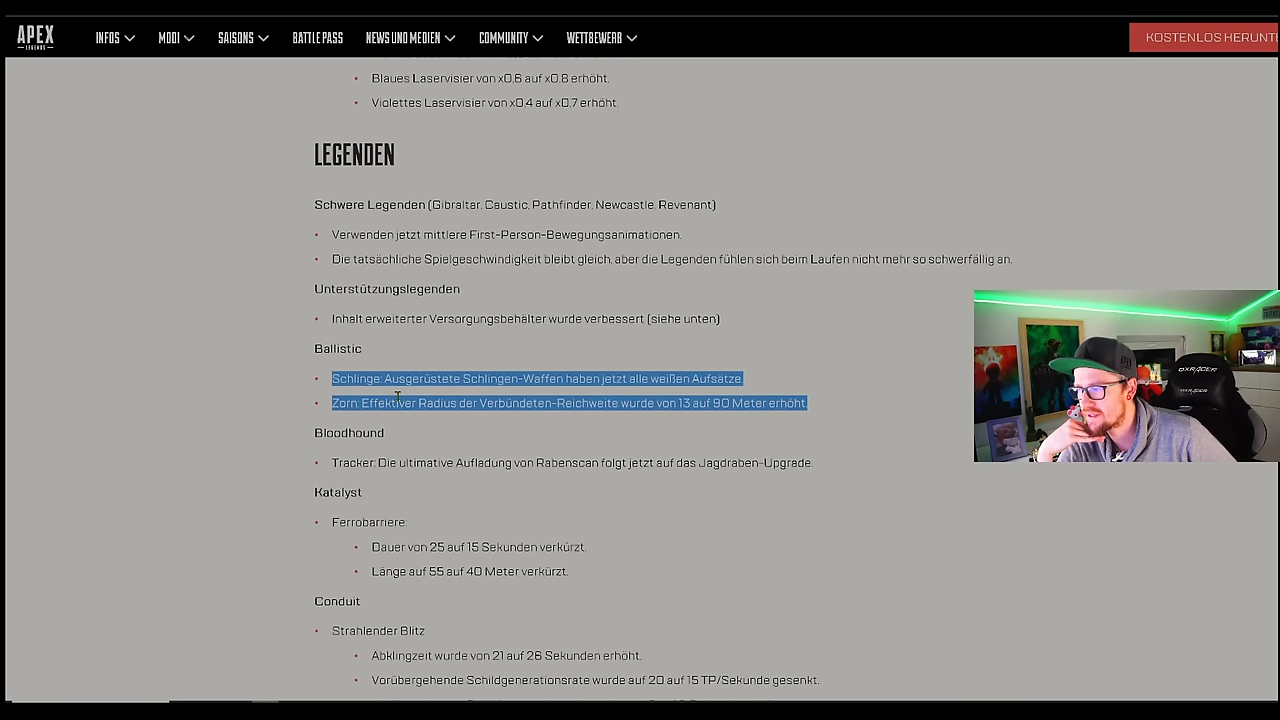 APEX
LEGENDS
INFOS MODI SAISONS BATTLE PASS NEWS UND MEDIEN COMMUNITY WETTBEWERB KOSTENLOS HERUNT
Blaues Laservisier von x0.6 auf x0.8 erhöht.
Violettes Laservisier von x0.4 auf x0.7 erhöht.
LEGENDEN
Schwere Legenden (Gibraltar, Caustic, Pathfinder, Newcastle, Revenant)
Verwenden jetzt mittlere First-Person-Bewegungsanimationen.
Die tatsächliche Spielgeschwindigkeit bleibt gleich, aber die Legenden fühlen sich beim Laufen nicht mehr so schwerfällig an.
Unterstützungslegenden
Inhalt erweiterter Versorgungsbehälter wurde verbessert (siehe unten)
Ballistic
Schlinge: Ausgerüstete Schlingen-Waffen haben jetzt alle weißen Aufsätze.
Zorn: Effektiver Radius der Verbündeten-Reichweite wurde von 13 auf 90 Meter erhöht.
Bloodhound
Tracker: Die ultimative Aufladung von Rabenscan folgt jetzt auf das Jagdraben-Upgrade.
Katalyst
Ferrobarriere:
Dauer von 25 auf 15 Sekunden verkürzt.
Länge auf 55 auf 40 Meter verkürzt.
Conduit
Strahlender Blitz
Abklingzeit wurde von 21 auf 26 Sekunden erhöht.
Vorübergehende Schildgenerationsrate wurde auf 20 auf 15 TP/Sekunde gesenkt.
DXRACER